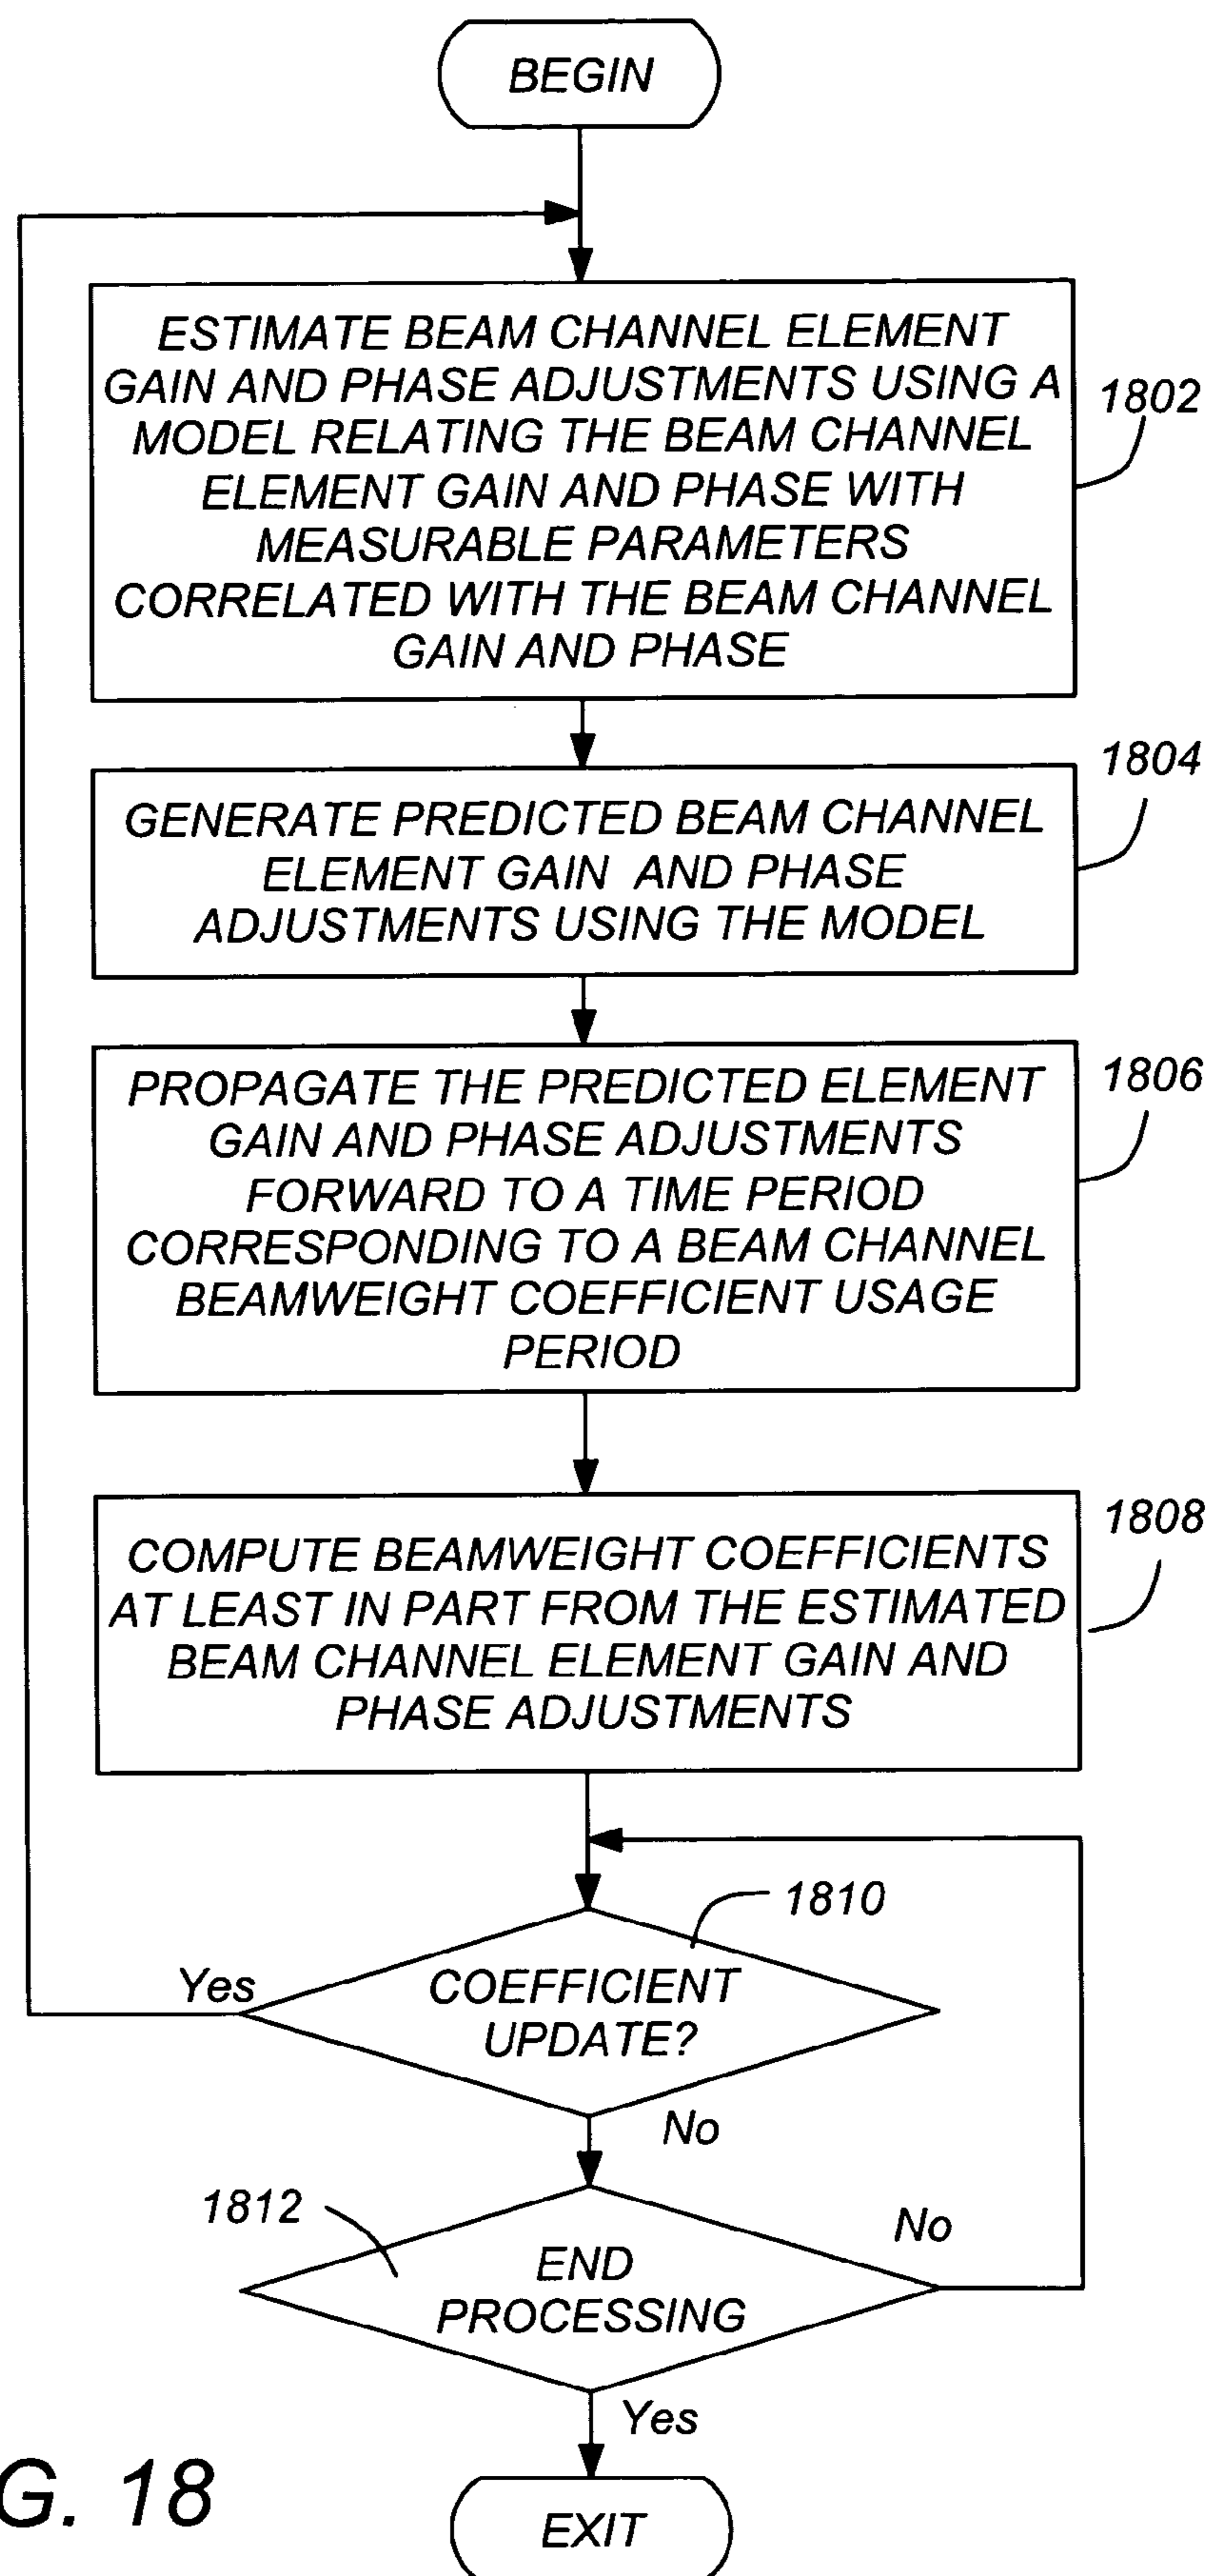 BEGIN
ESTIMATE BEAM CHANNEL ELEMENT
GAIN AND PHASE ADJUSTMENTS USING A
MODEL RELATING THE BEAM CHANNEL
ELEMENT GAIN AND PHASE WITH
MEASURABLE PARAMETERS
CORRELATED WITH THE BEAM CHANNEL
GAIN AND PHASE
1802
1804
GENERATE PREDICTED BEAM CHANNEL
ELEMENT GAIN AND PHASE
ADJUSTMENTS USING THE MODEL
1806
PROPAGATE THE PREDICTED ELEMENT
GAIN AND PHASE ADJUSTMENTS
FORWARD TO A TIME PERIOD
CORRESPONDING TO A BEAM CHANNEL
BEAMWEIGHT COEFFICIENT USAGE
PERIOD
1808
COMPUTE BEAMWEIGHT COEFFICIENTS
AT LEAST IN PART FROM THE ESTIMATED
BEAM CHANNEL ELEMENT GAIN AND
PHASE ADJUSTMENTS
1810
Yes
COEFFICIENT
UPDATE?
No
1812
No
END
PROCESSING
Yes
G. 18
EXIT